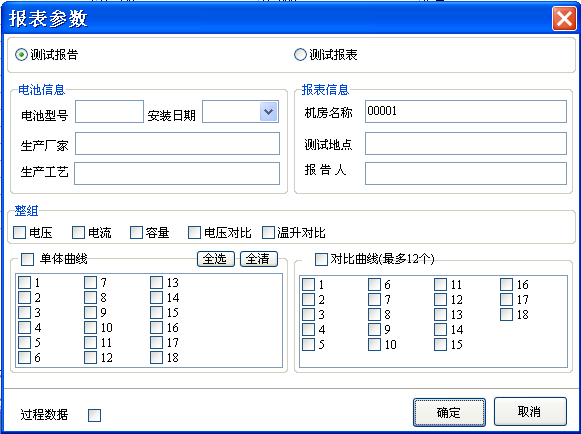 报表参数
测试报告 测试报表
电池信息 报表信息
电池型号 安装日期 机房名称 00001
生产厂家 测试地点
生产工艺 报 告 人
整组
电压 电流 容量 电压对比 温升对比
单体曲线 全选 全清 对比曲线(最多12个)
1 7 13 1 6 11 16
2 8 14 2 7 12 17
3 9 15 3 8 13 18
4 10 16 4 9 14
5 11 17 5 10 15
6 12 18
过程数据 确定 取消